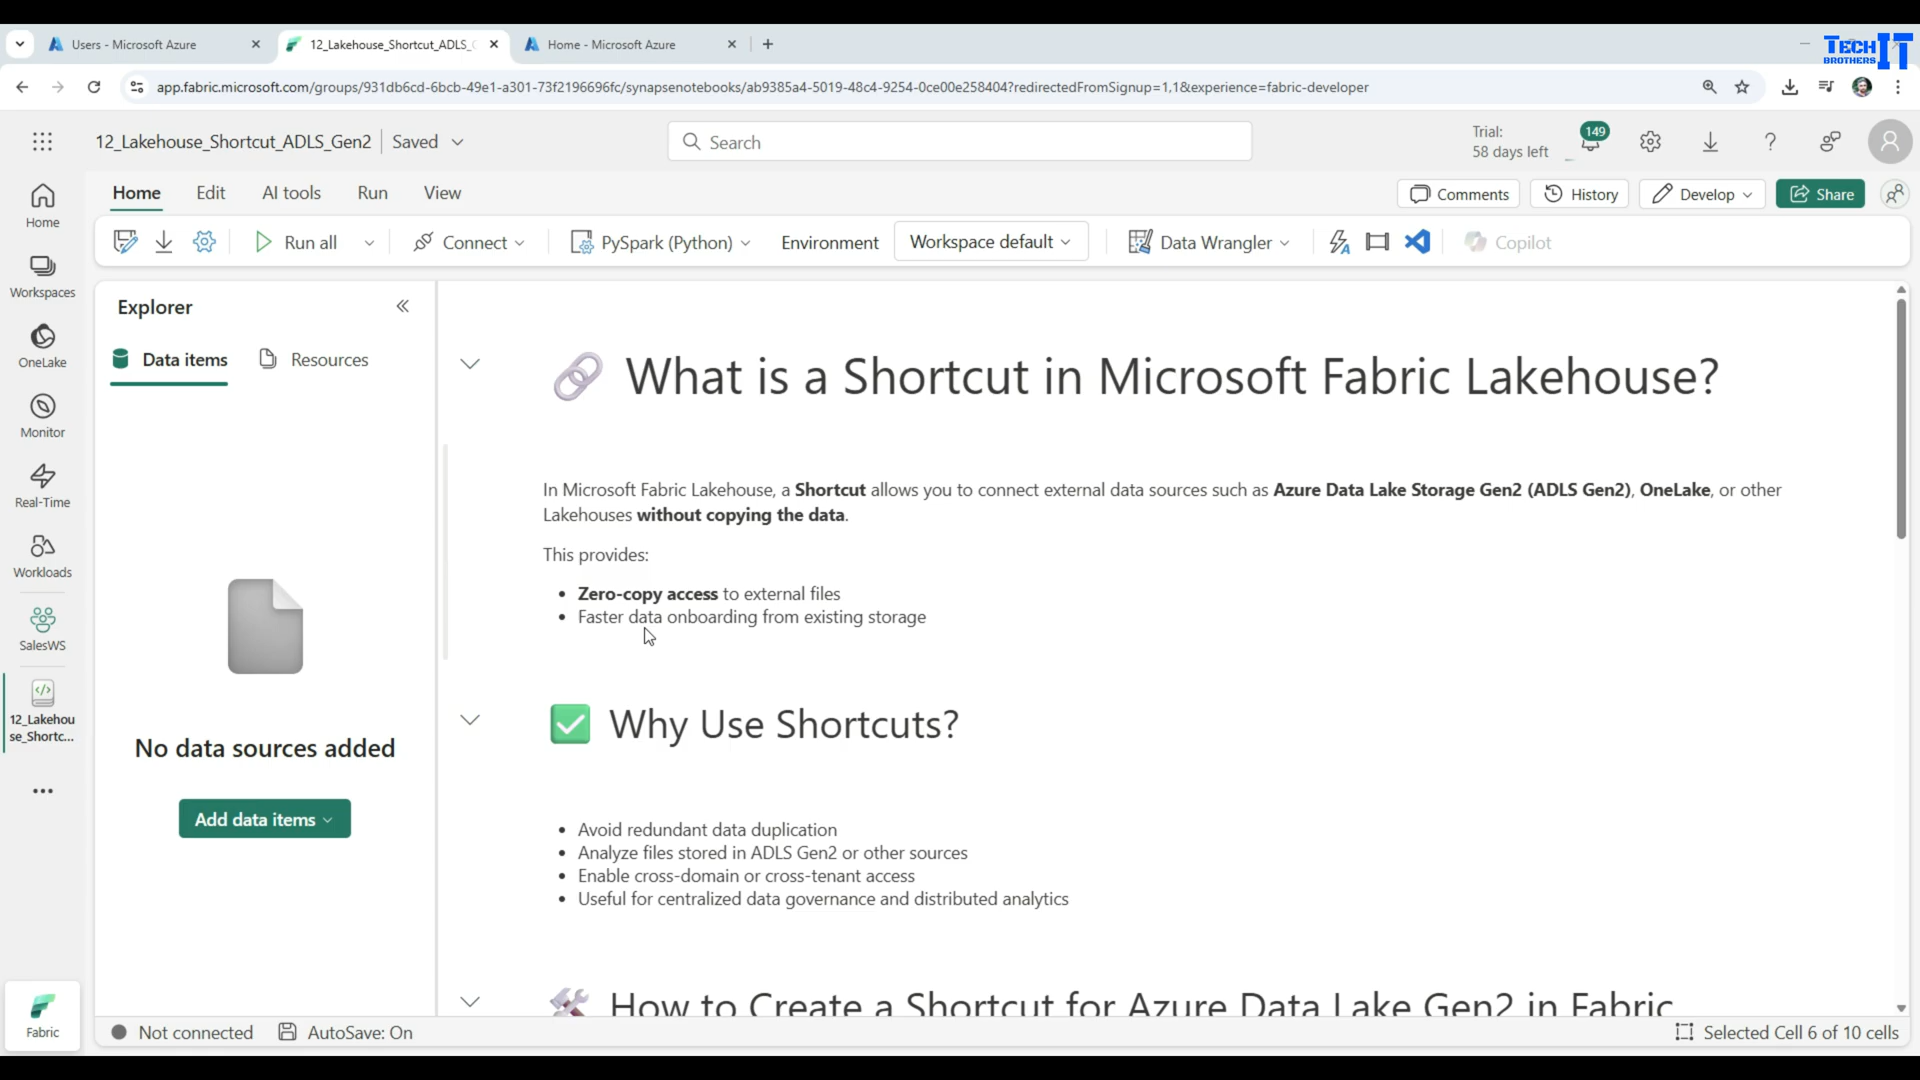 Users - Microsoft Azure
12_Lakehouse_Shortcut_ADLS_G
Home - Microsoft Azure
TECH BROTHERS IT
app.fabric.microsoft.com/groups/931db6cd-6bcb-49e1-a301-73f2196696fc/synapsenotebooks/ab9385a4-5019-48c4-9254-0ce00e258404?redirectedFromSignup=1,1&experience=fabric-developer
12_Lakehouse_Shortcut_ADLS_Gen2
Saved
Search
Trial:
58 days left
149
Home
Edit
AI tools
Run
View
Comments
History
Develop
Share
Run all
Connect
PySpark (Python)
Environment
Workspace default
Data Wrangler
Copilot
Home
Workspaces
OneLake
Monitor
Real-Time
Workloads
SalesWS
12_Lakehou
se_Shortc...
Fabric
Explorer
Data items
Resources
No data sources added
Add data items
What is a Shortcut in Microsoft Fabric Lakehouse?
In Microsoft Fabric Lakehouse, a Shortcut allows you to connect external data sources such as Azure Data Lake Storage Gen2 (ADLS Gen2), OneLake, or other
Lakehouses without copying the data.
This provides:
• Zero-copy access to external files
• Faster data onboarding from existing storage
Why Use Shortcuts?
• Avoid redundant data duplication
• Analyze files stored in ADLS Gen2 or other sources
• Enable cross-domain or cross-tenant access
• Useful for centralized data governance and distributed analytics
How to Create a Shortcut for Azure Data Lake Gen2 in Fabric
Not connected
AutoSave: On
Selected Cell 6 of 10 cells